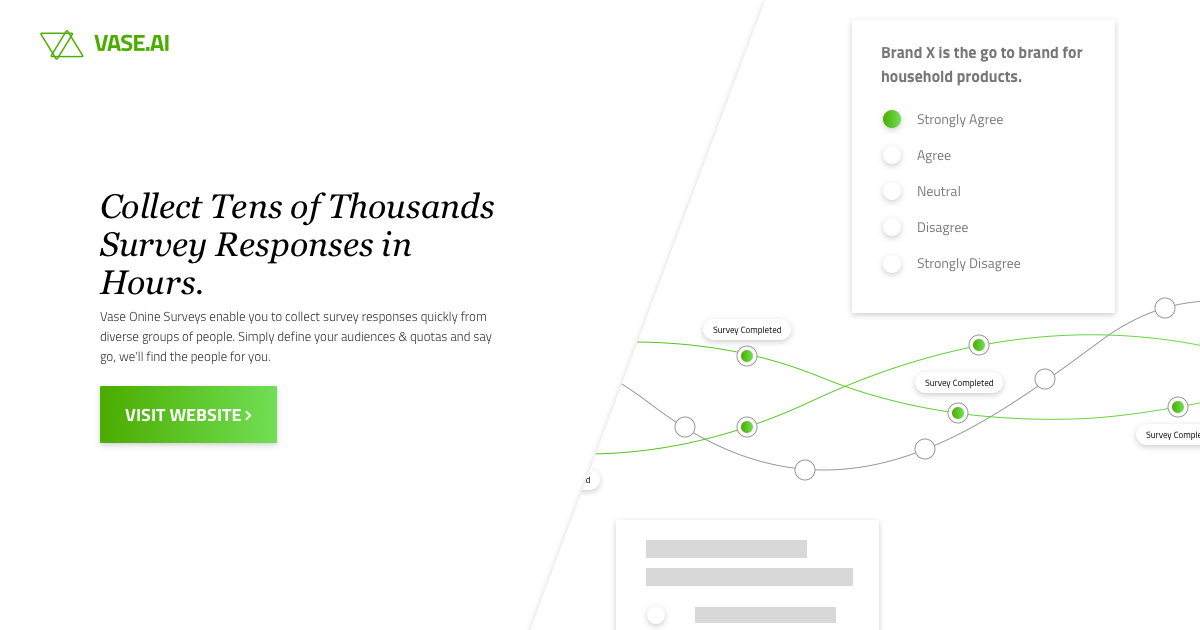 VASE.AI
Collect Tens of Thousands
Survey Responses in
Hours.
Vase Onine Surveys enable you to collect survey responses quickly from
diverse groups of people. Simply define your audiences & quotas and say
go, we'll find the people for you.
VISIT WEBSITE >
Brand X is the go to brand for
household products.
Strongly Agree
Agree
Neutral
Disagree
Strongly Disagree
Survey Completed
Survey Completed
Survey Comple
d